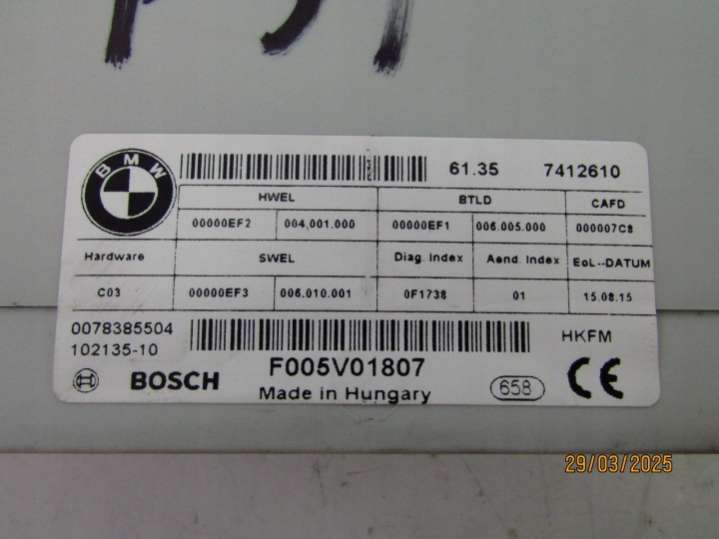 BMW
61.35 7412610
HWEL BTLD CAFD
00000EF2 004.001.000 00000EF1 006.005.000 000007C8
Hardware SWEL Diag. Index Aend. Index EoL--DATUM
C03 00000EF3 006.010.001 0F1738 01 15.08.15
0078385504 HKFM
102135-10
BOSCH F005V01807 658 CE
Made in Hungary
29/03/2025